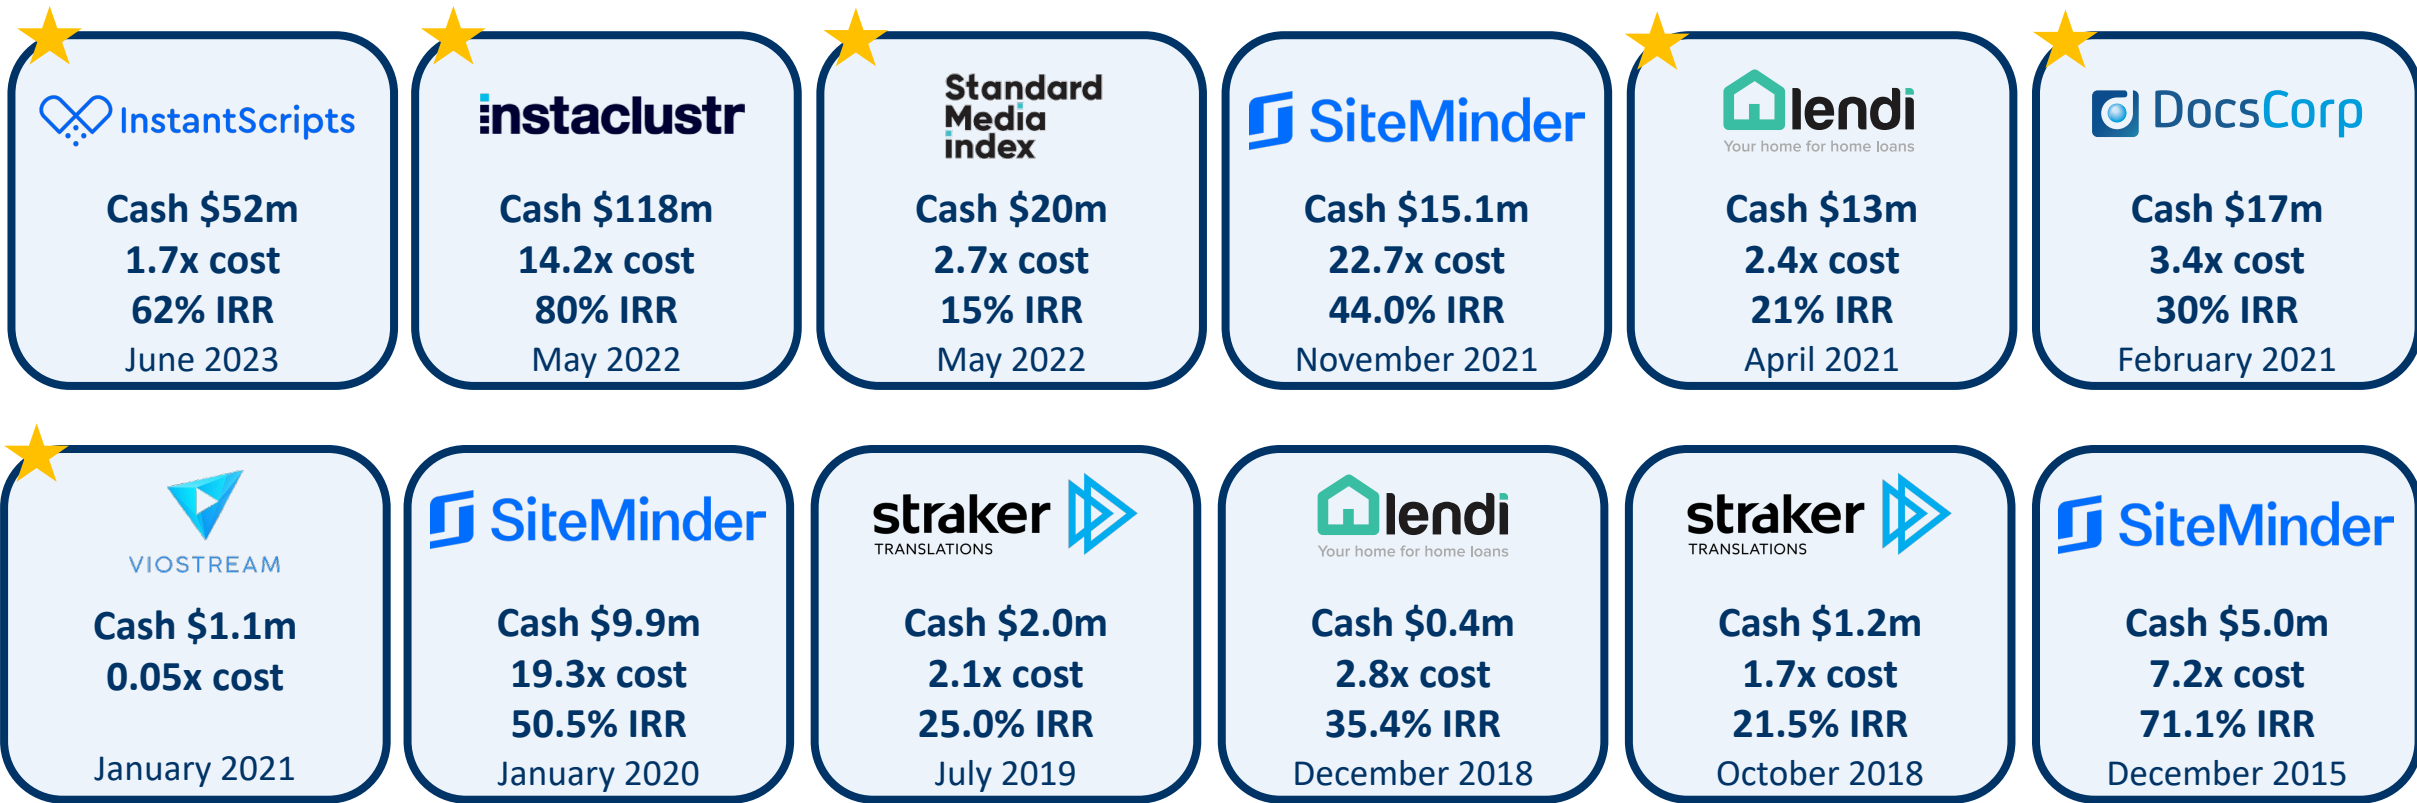 InstantScripts
Cash $52m
1.7x cost
62% IRR
June 2023
instaclustr
Cash $118m
14.2x cost
80% IRR
May 2022
Standard
Media
index
Cash $20m
2.7x cost
15% IRR
May 2022
SiteMinder
Cash $15.1m
22.7x cost
44.0% IRR
November 2021
lendi
Your home for home loans
Cash $13m
2.4x cost
21% IRR
April 2021
DocsCorp
Cash $17m
3.4x cost
30% IRR
February 2021
VIOSTREAM
Cash $1.1m
0.05x cost
January 2021
SiteMinder
Cash $9.9m
19.3x cost
50.5% IRR
January 2020
straker
TRANSLATIONS
Cash $2.0m
2.1x cost
25.0% IRR
July 2019
lendi
Your home for home loans
Cash $0.4m
2.8x cost
35.4% IRR
December 2018
straker
TRANSLATIONS
Cash $1.2m
1.7x cost
21.5% IRR
October 2018
SiteMinder
Cash $5.0m
7.2x cost
71.1% IRR
December 2015